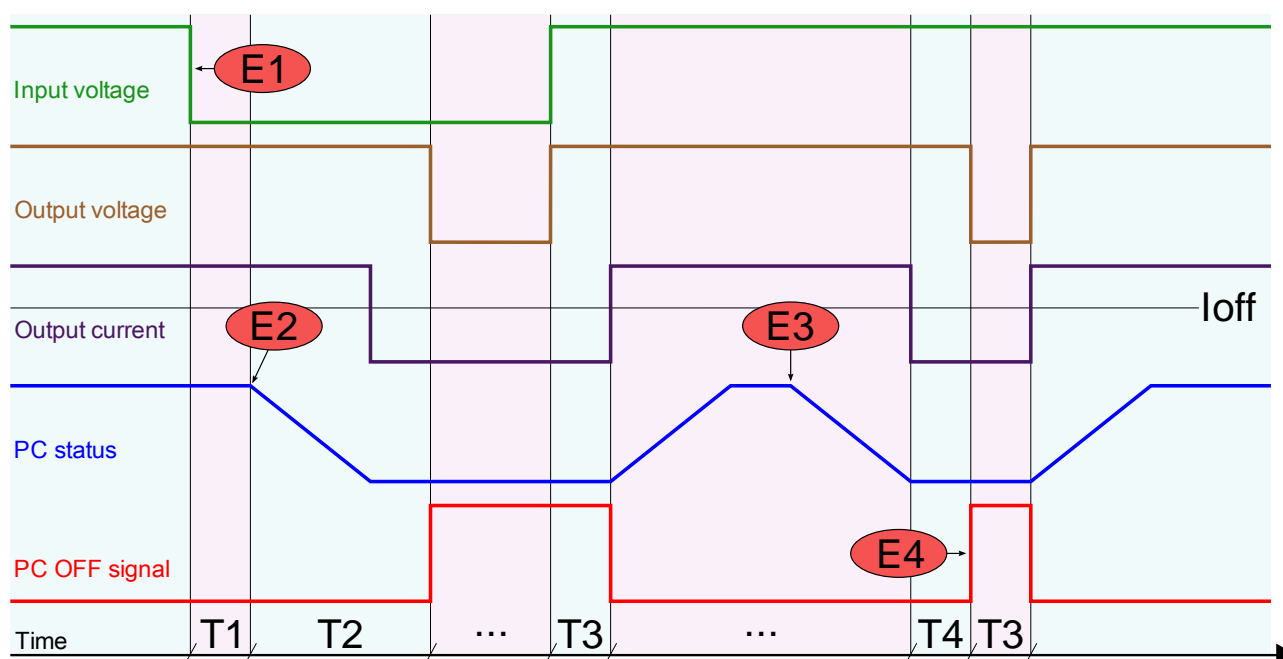 E1
Input voltage
Output voltage
Ioff
Output current
E2
E3
PC status
E4
PC OFF signal
Time
T1
T2
...
T3
...
T4
T3